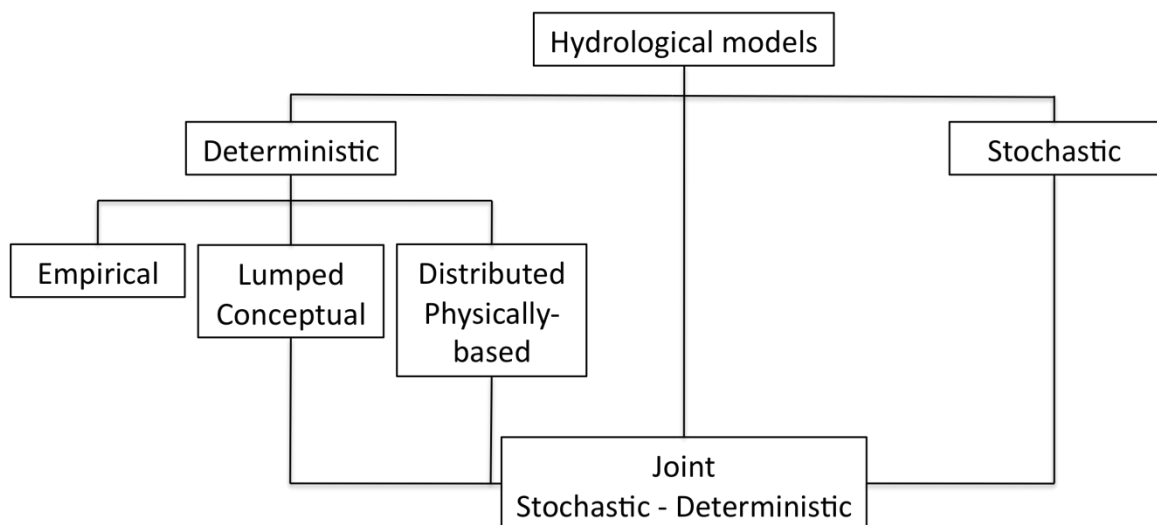 Hydrological models
Deterministic
Stochastic
Empirical
Lumped
Conceptual
Distributed
Physically-
based
Joint
Stochastic - Deterministic